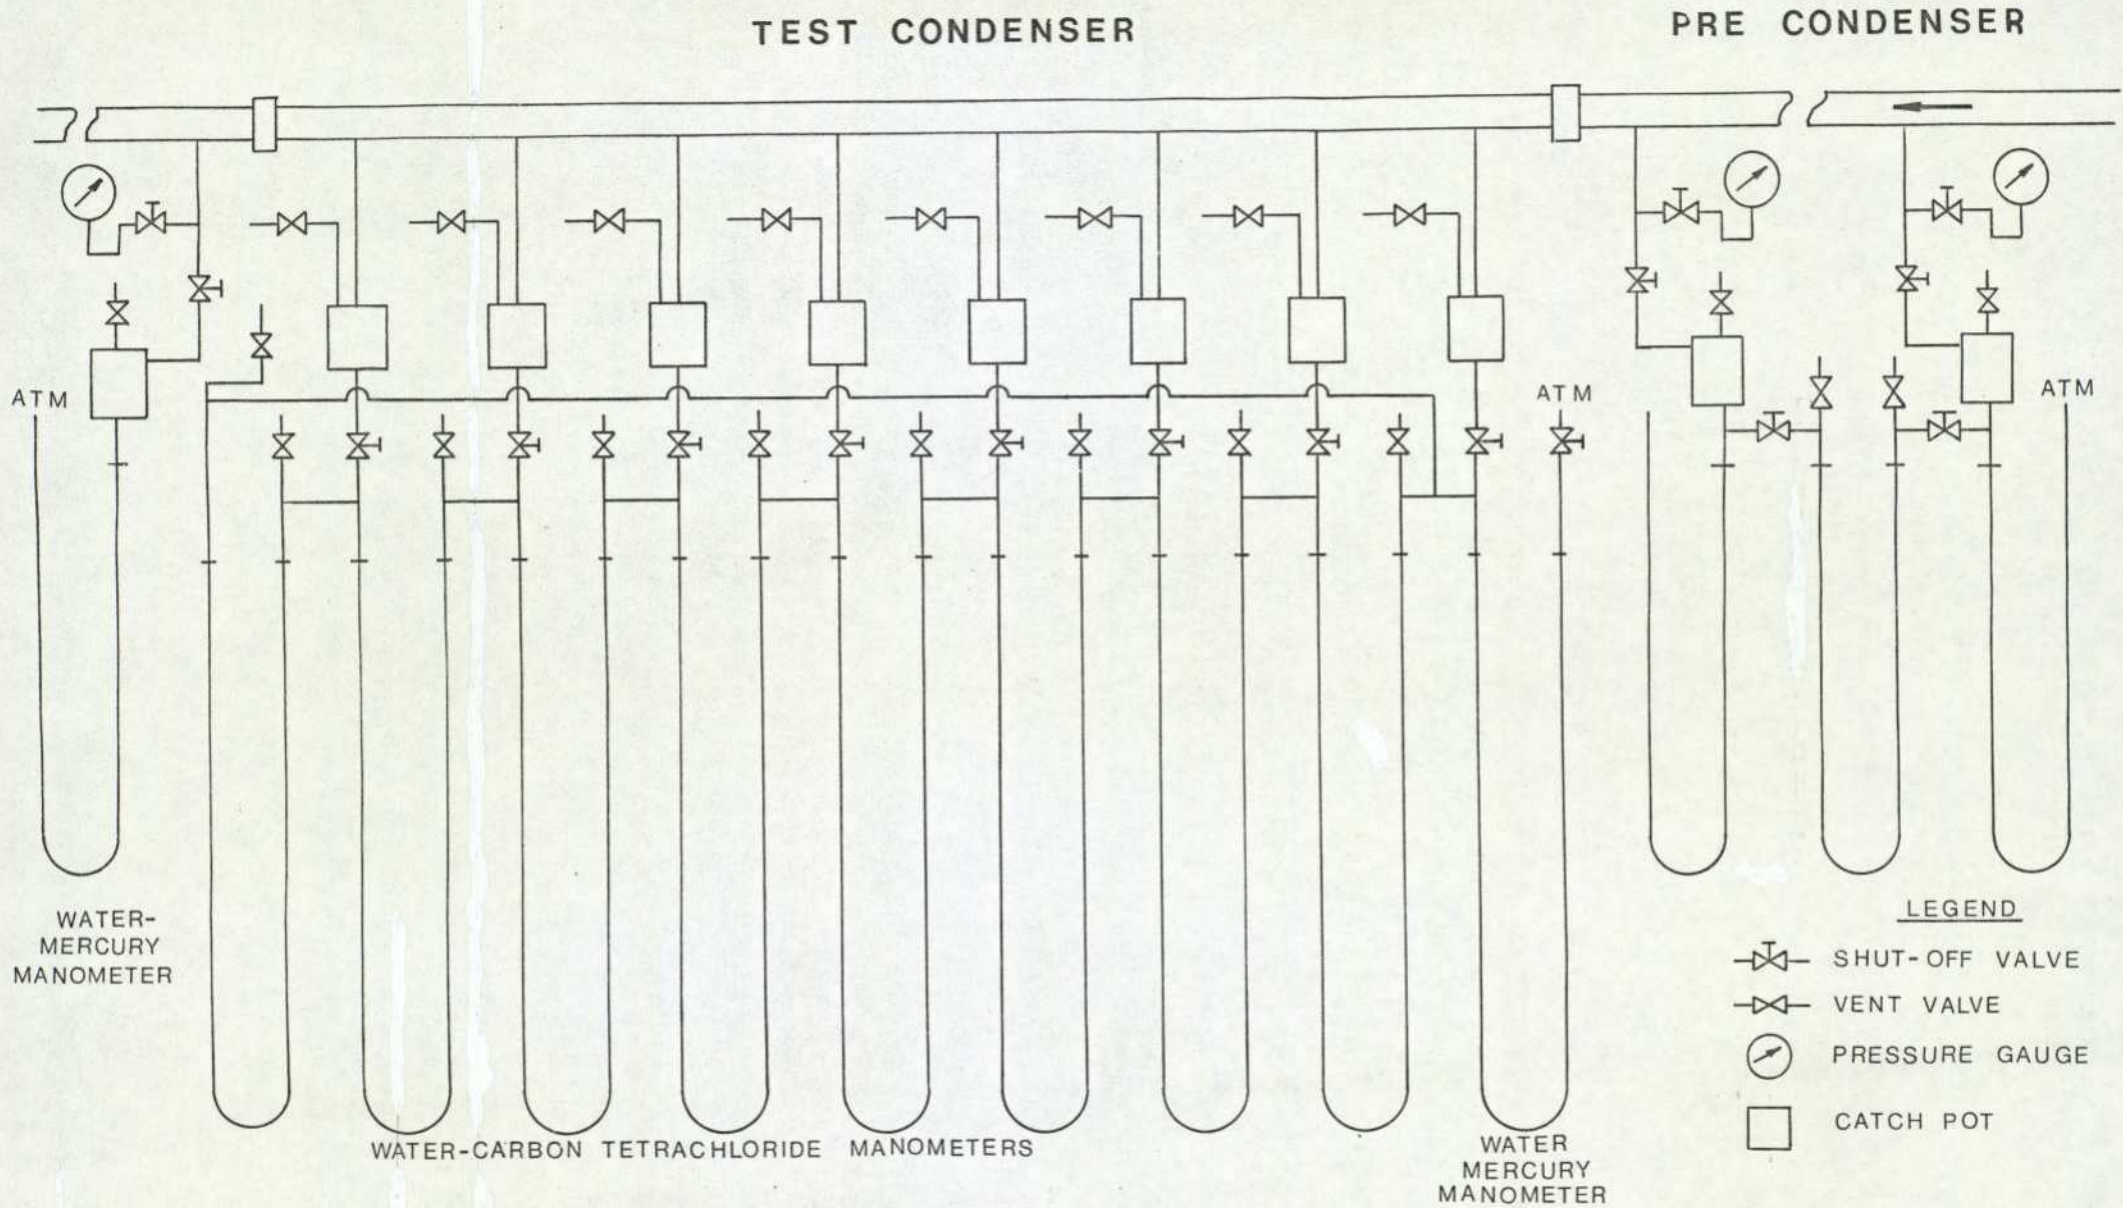 TEST CONDENSER
PRE CONDENSER
ATM
ATM
ATM
WATER-
MERCURY
MANOMETER
WATER-CARBON TETRACHLORIDE MANOMETERS
WATER
MERCURY
MANOMETER
LEGEND
SHUT-OFF VALVE
VENT VALVE
PRESSURE GAUGE
CATCH POT